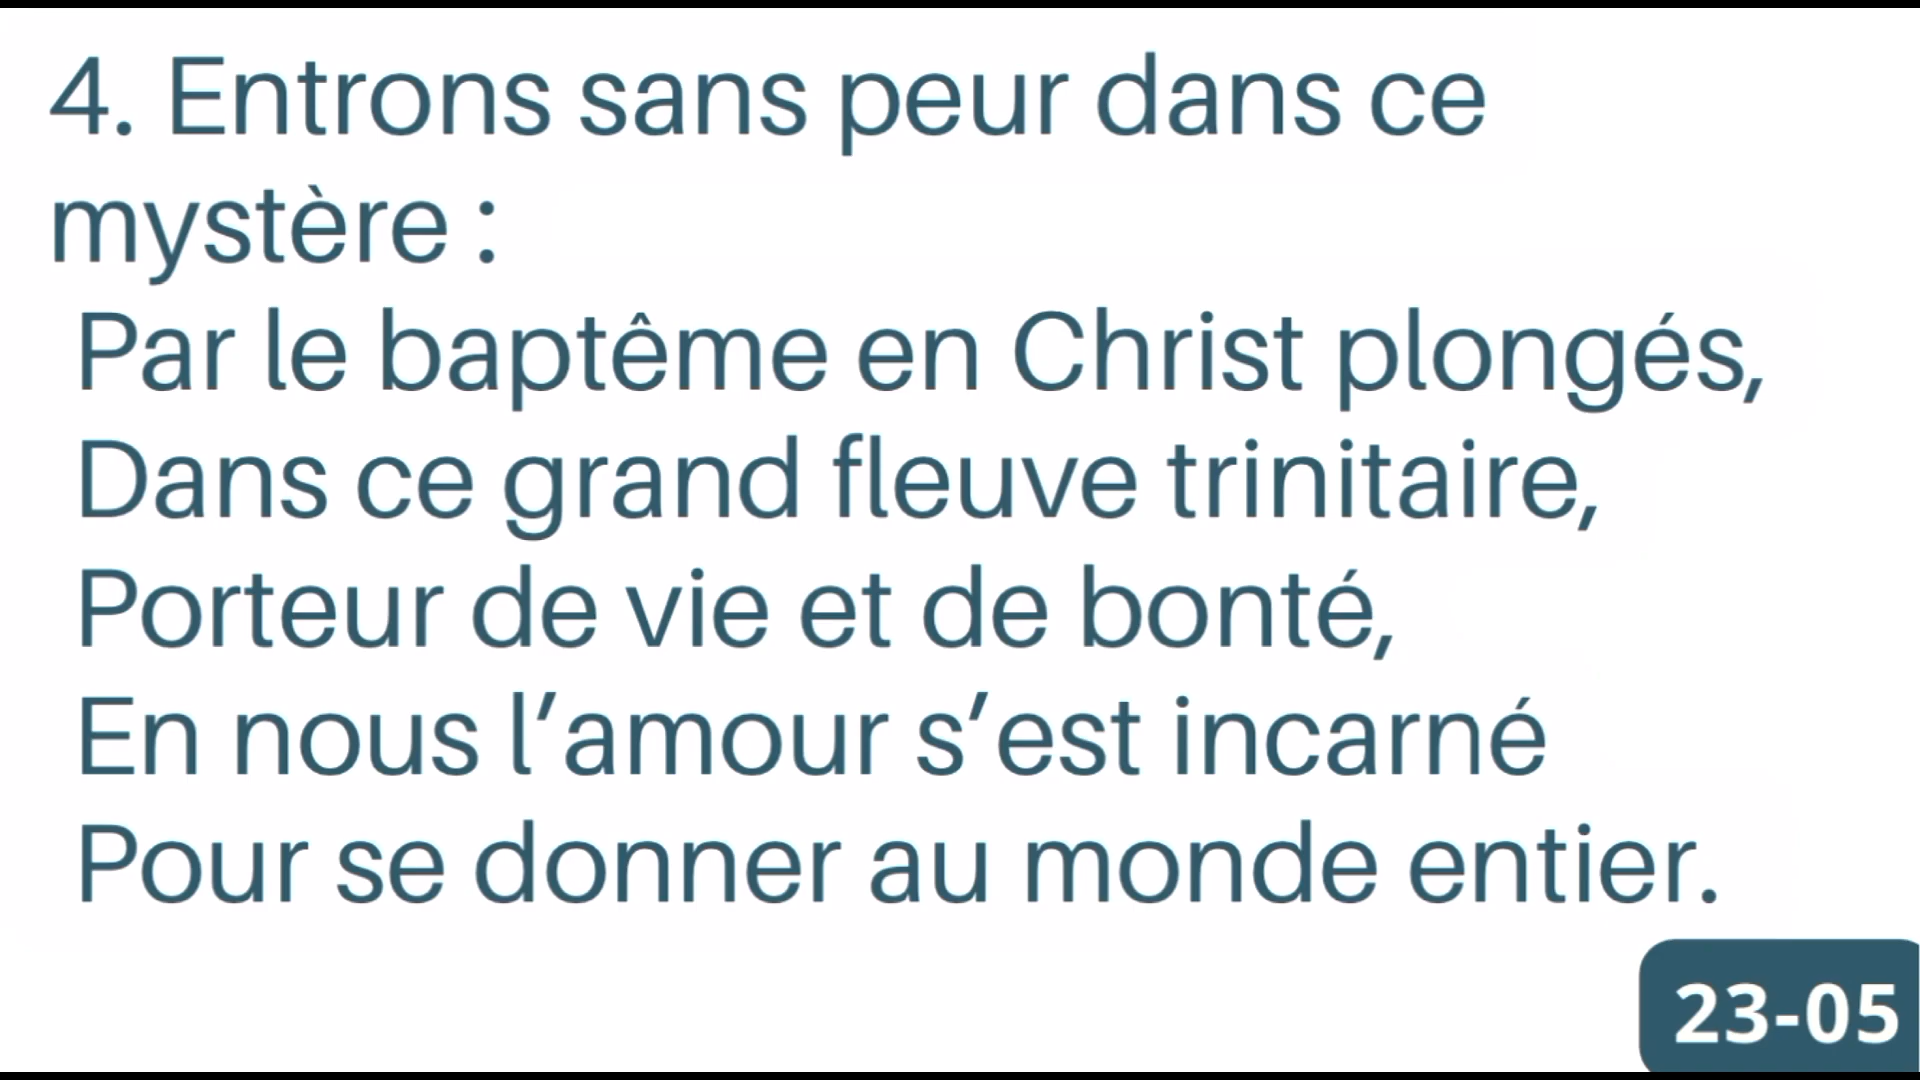 4. Entrons sans peur dans ce
mystère :
Par le baptême en Christ plongés,
Dans ce grand fleuve trinitaire,
Porteur de vie et de bonté,
En nous l’amour s’est incarné
Pour se donner au monde entier.
23-05